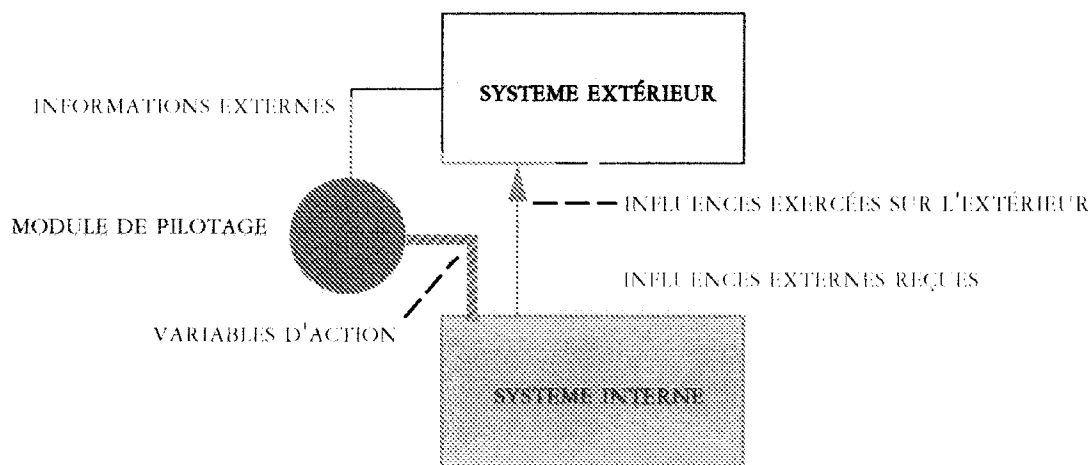 SYSTEME EXTÉRIEUR
INFORMATIONS EXTERNES
MODULE DE PILOTAGE
INFLUENCES EXERCÉES SUR L'EXTÉRIEUR
INFLUENCES EXTERNES REÇUES
VARIABLES D'ACTION
SYSTEME INTERNE